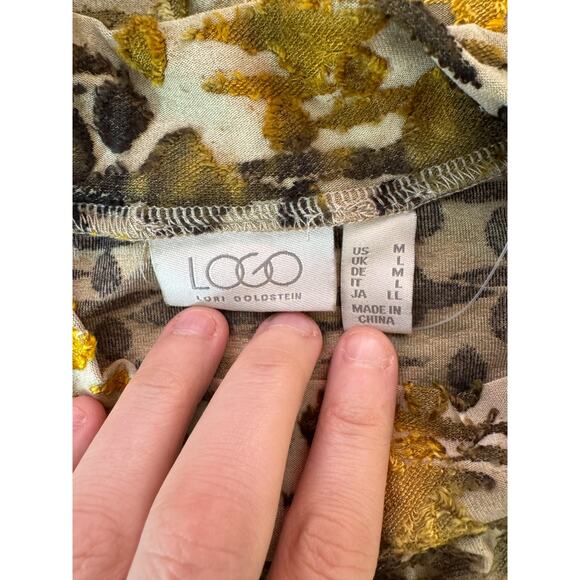 LOGO
LORI GOLDSTEIN
US M
UK L
DE M
IT L
JA LL
MADE IN
CHINA